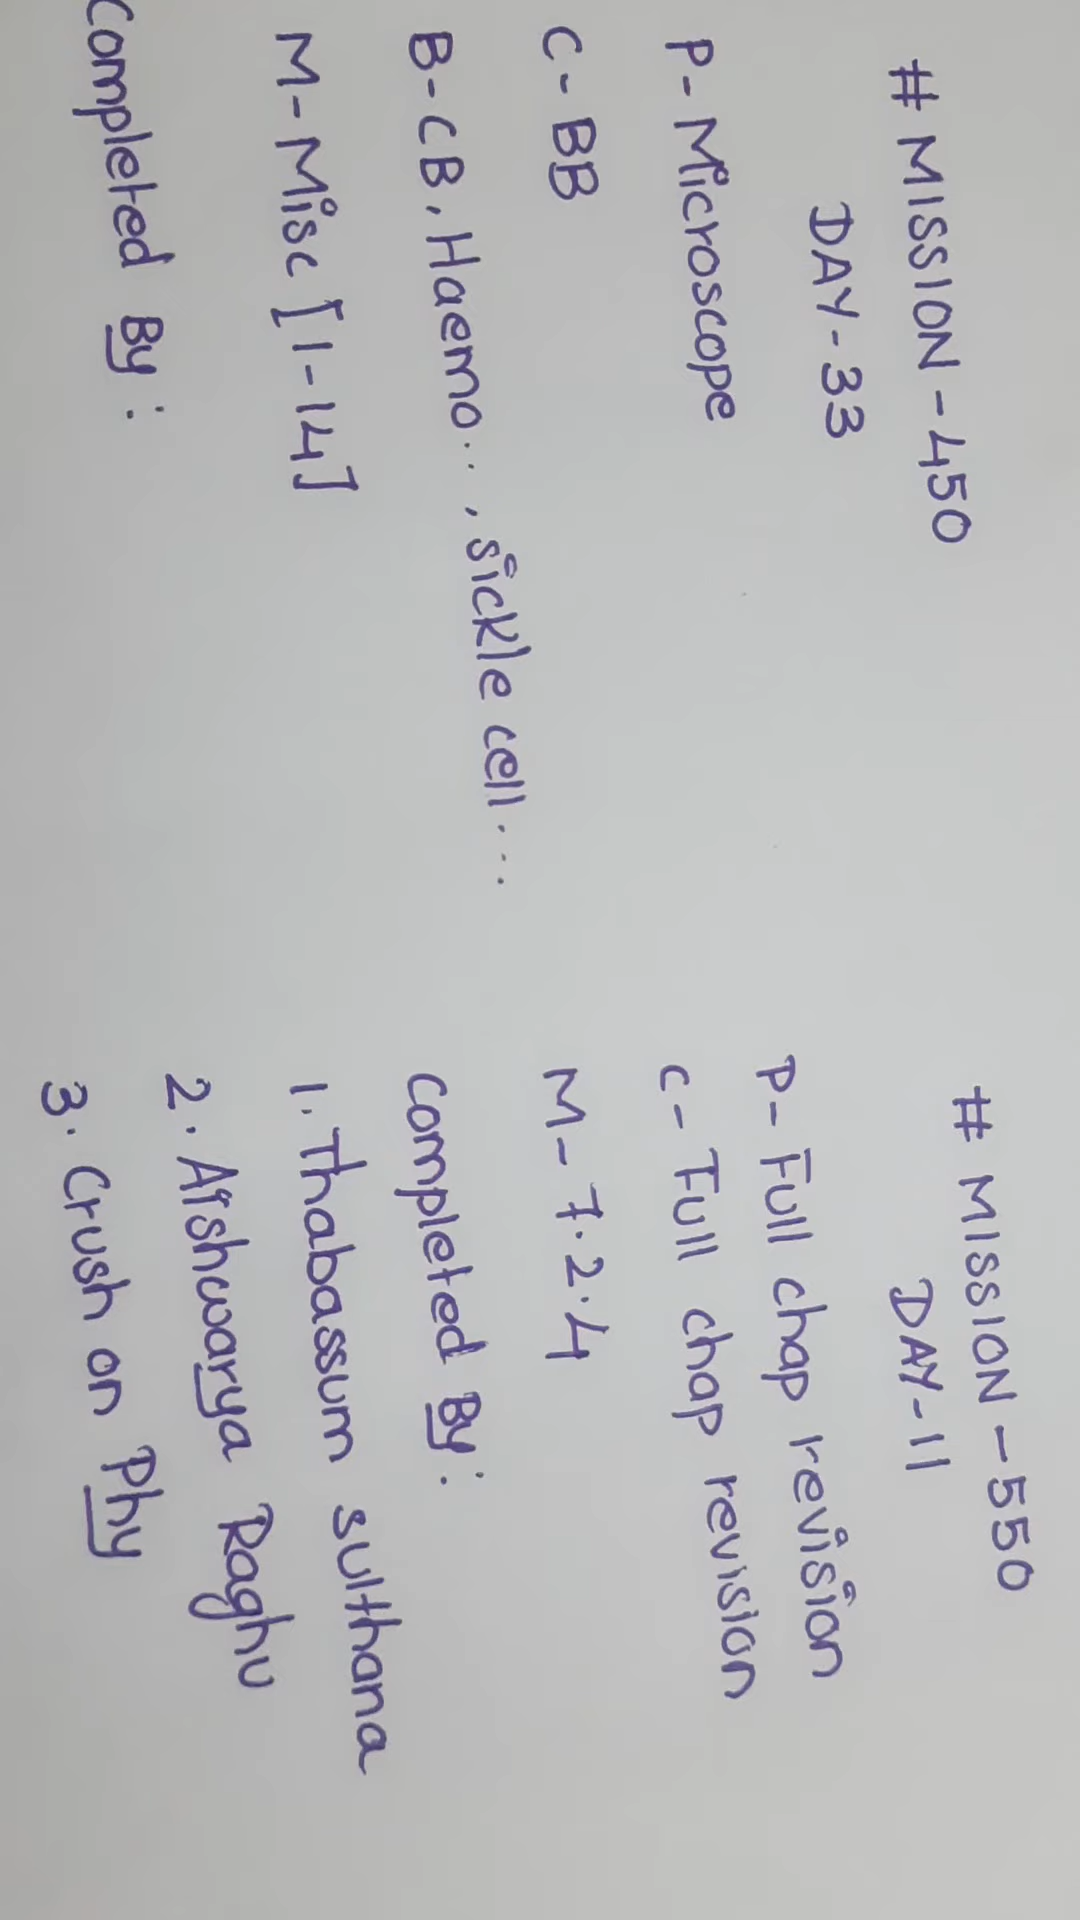 # MISSION-450
DAY-33
P-Microscope
C-BB
B-CB, Haemo.., sickle cell...
M-Misc [1-14]
Completed By:
# MISSION-550
DAY-11
P-Full chap revision
C-Full chap revision
M-7.2.4
Completed By:
1. Thabassum sulthana
2. Aishwarya Raghu
3. Crush on Phy